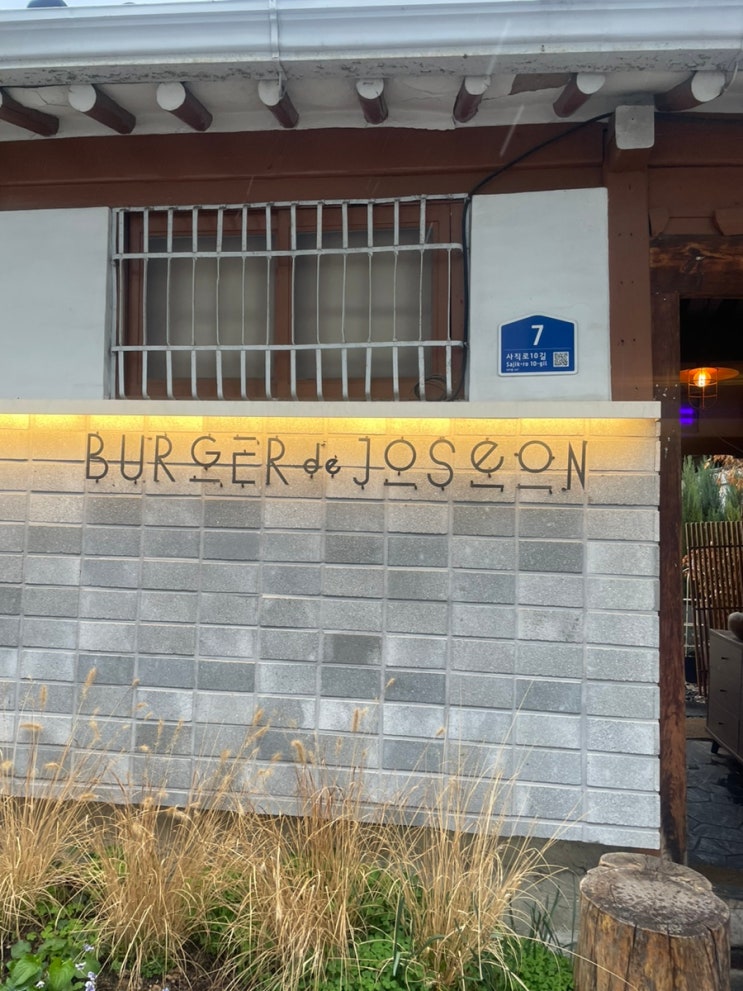 7
사직로10길
Sajik-ro 10-gil
BURGER de JOSEON